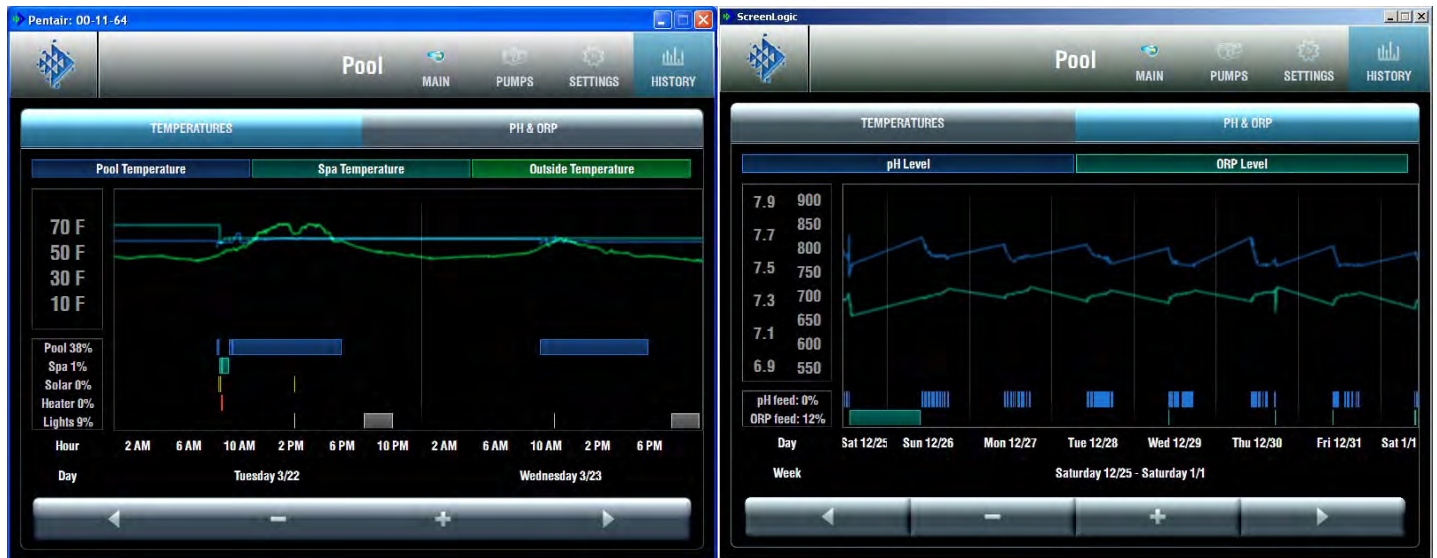 Pentair: 00-11-64
Pool
MAIN
PUMPS
SETTINGS
HISTORY
TEMPERATURES
PH & ORP
Pool Temperature
Spa Temperature
Outside Temperature
70 F
50 F
30 F
10 F
Pool 38%
Spa 1%
Solar 0%
Heater 0%
Lights 9%
Hour 2 AM 6 AM 10 AM 2 PM 6 PM 10 PM 2 AM 6 AM 10 AM 2 PM 6 PM
Day Tuesday 3/22 Wednesday 3/23
ScreenLogic
Pool
MAIN
PUMPS
SETTINGS
HISTORY
TEMPERATURES
PH & ORP
pH Level
ORP Level
7.9 900
850
7.7 800
7.5 750
7.3 700
650
7.1 600
6.9 550
pH feed: 0%
ORP feed: 12%
Day Sat 12/25 Sun 12/26 Mon 12/27 Tue 12/28 Wed 12/29 Thu 12/30 Fri 12/31 Sat 1/1
Week Saturday 12/25 - Saturday 1/1